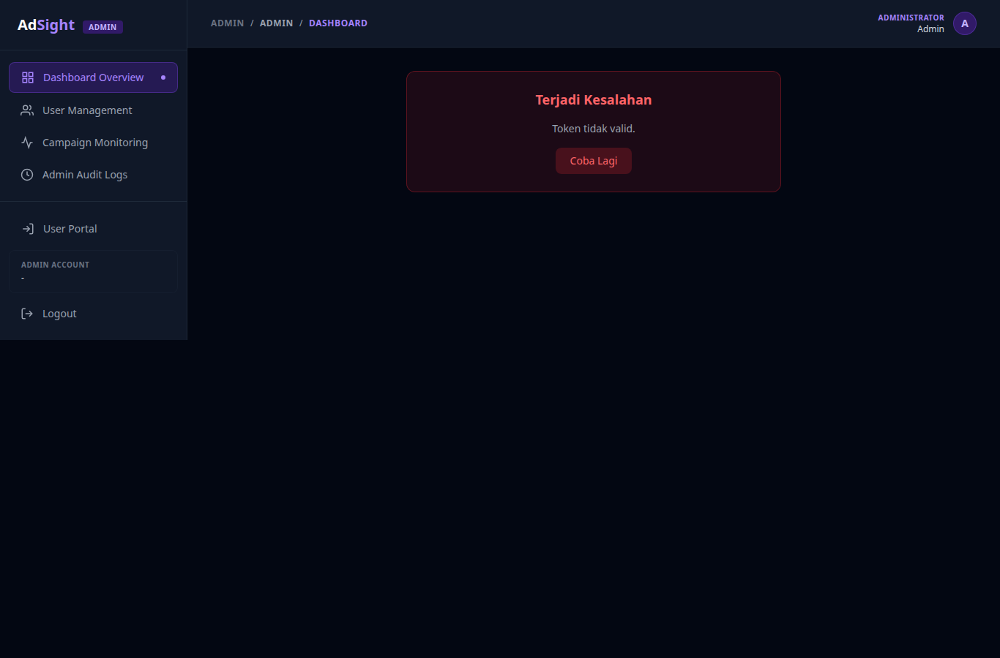 AdSight ADMIN
ADMIN / ADMIN / DASHBOARD
ADMINISTRATOR
Admin
A
Dashboard Overview
User Management
Campaign Monitoring
Admin Audit Logs
User Portal
ADMIN ACCOUNT
-
Logout
Terjadi Kesalahan
Token tidak valid.
Coba Lagi